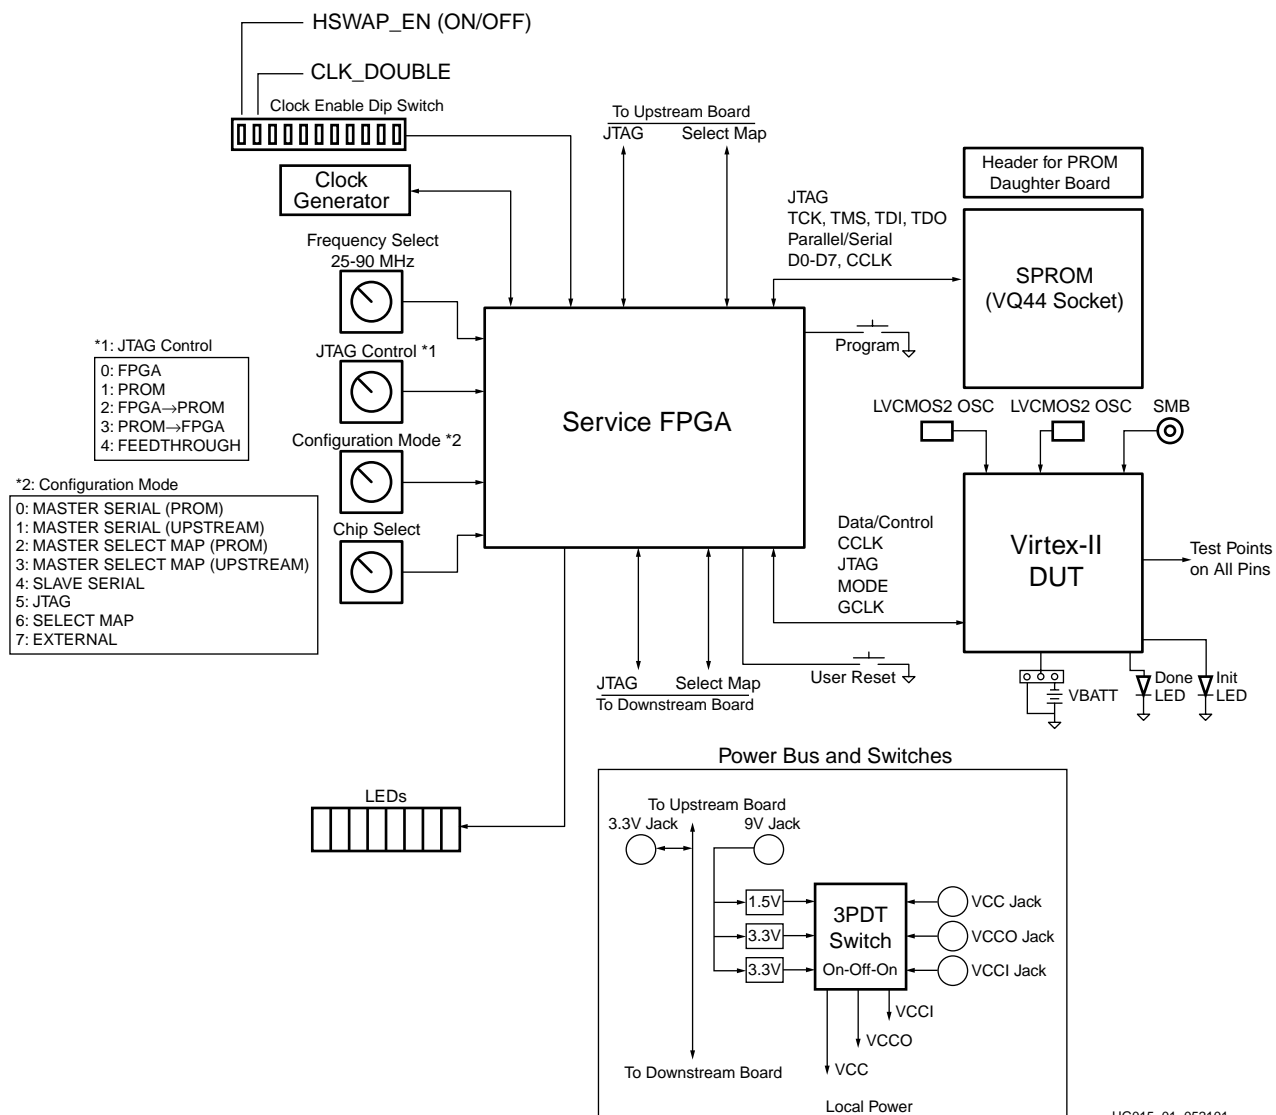 HSWAP_EN (ON/OFF)
CLK_DOUBLE
Clock Enable Dip Switch
Clock
Generator
Frequency Select
25-90 MHz
JTAG Control *1
Configuration Mode *2
Chip Select
*1: JTAG Control
0: FPGA
1: PROM
2: FPGA→PROM
3: PROM→FPGA
4: FEEDTHROUGH
*2: Configuration Mode
0: MASTER SERIAL (PROM)
1: MASTER SERIAL (UPSTREAM)
2: MASTER SELECT MAP (PROM)
3: MASTER SELECT MAP (UPSTREAM)
4: SLAVE SERIAL
5: JTAG
6: SELECT MAP
7: EXTERNAL
To Upstream Board
JTAG Select Map
Service FPGA
JTAG
TCK, TMS, TDI, TDO
Parallel/Serial
D0-D7, CCLK
Header for PROM
Daughter Board
SPROM
(VQ44 Socket)
Program
LVCMOS2 OSC
LVCMOS2 OSC
SMB
Data/Control
CCLK
JTAG
MODE
GCLK
Virtex-II
DUT
Test Points
on All Pins
User Reset
VBATT
Done
LED
Init
LED
JTAG Select Map
To Downstream Board
LEDs
Power Bus and Switches
To Upstream Board
3.3V Jack
9V Jack
1.5V
3.3V
3.3V
3PDT
Switch
On-Off-On
VCC Jack
VCCO Jack
VCCI Jack
VCCI
VCCO
VCC
To Downstream Board
Local Power